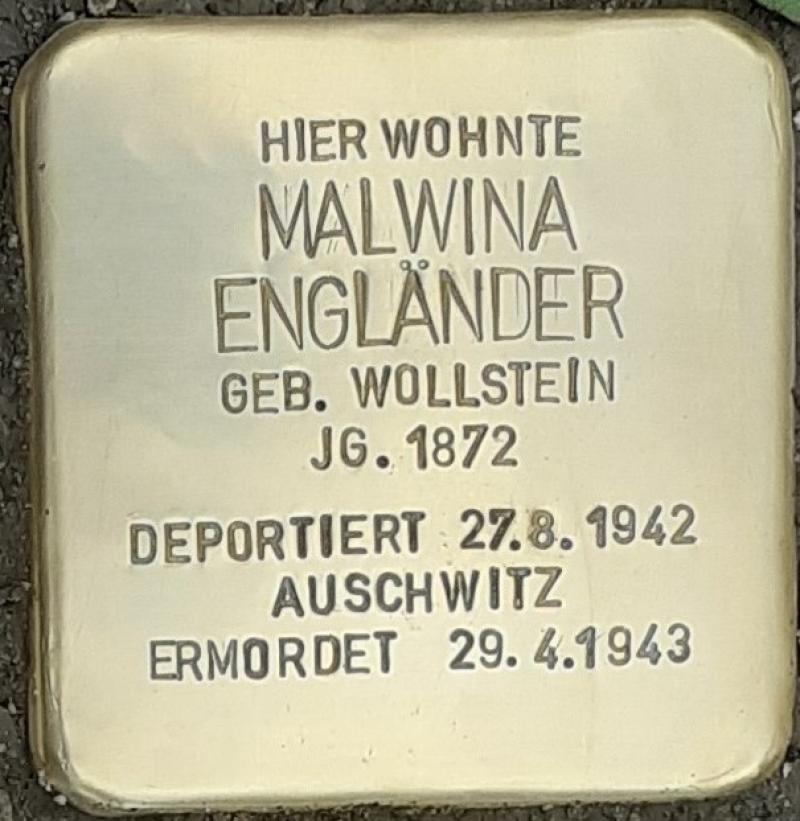 HIER WOHNTE
MALWINA
ENGLÄNDER
GEB. WOLLSTEIN
JG. 1872
DEPORTIERT 27.8.1942
AUSCHWITZ
ERMORDET 29.4.1943